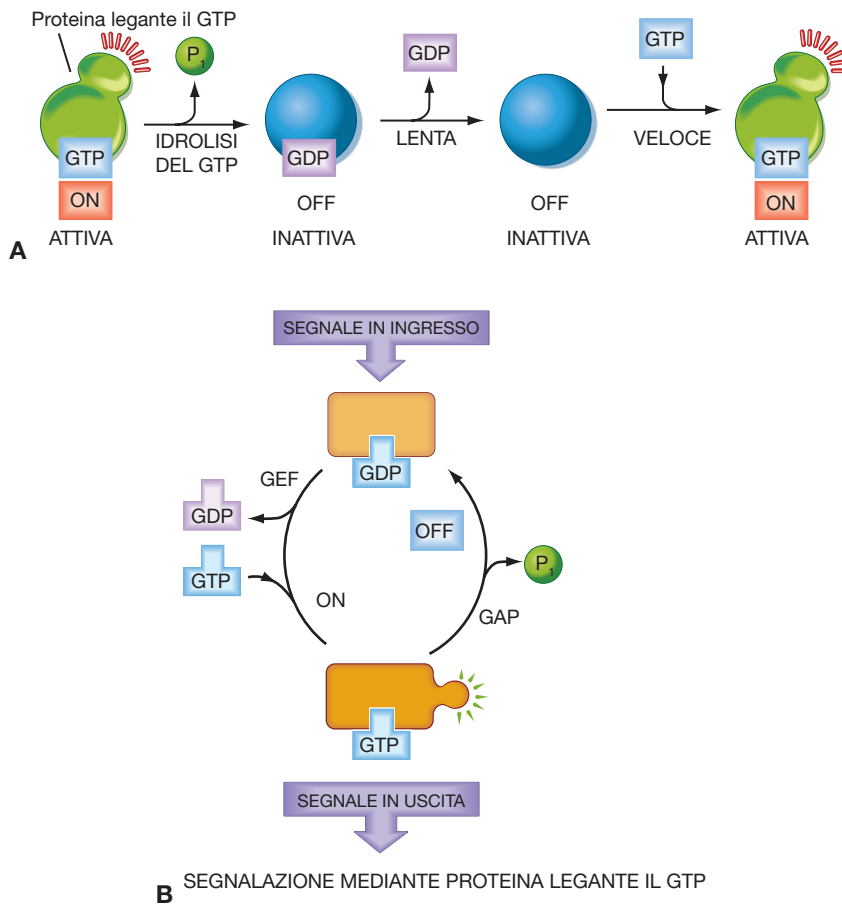 Proteina legante il GTP
P1
GDP
GTP
GTP
IDROLISI
DEL GTP
GDP
LENTA
VELOCE
GTP
ON
OFF
OFF
ON
ATTIVA
INATTIVA
INATTIVA
ATTIVA
A
SEGNALE IN INGRESSO
GDP
GEF
GDP
OFF
GTP
P1
ON
GAP
GTP
SEGNALE IN USCITA
B SEGNALAZIONE MEDIANTE PROTEINA LEGANTE IL GTP